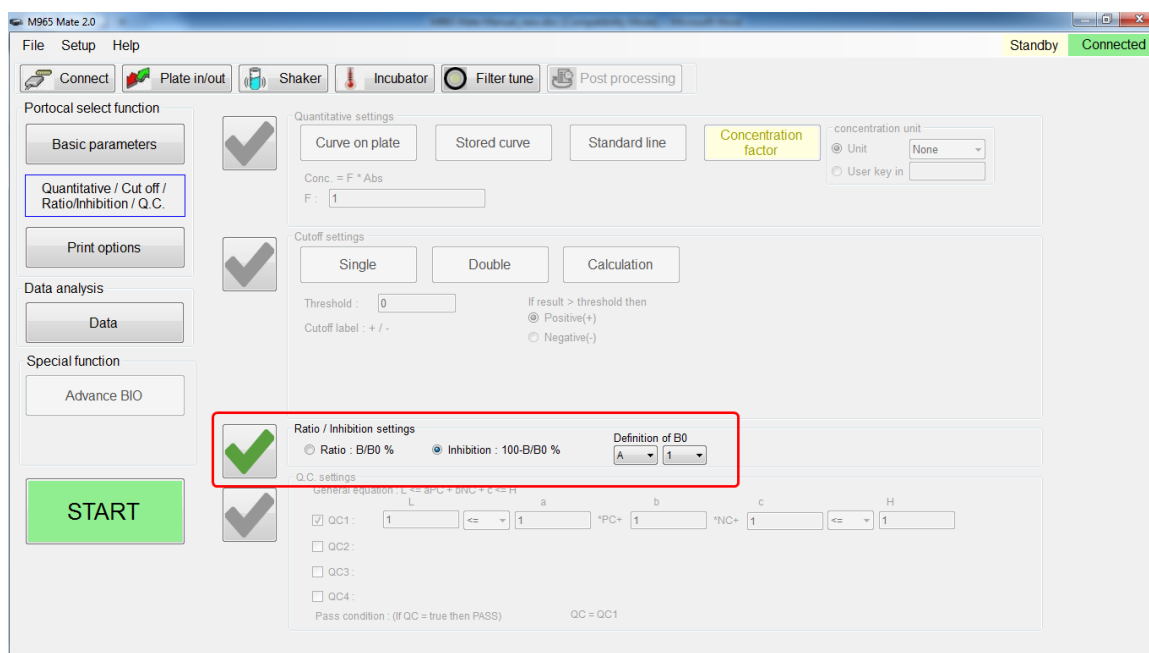 M965 Mate 2.0
File Setup Help
Standby Connected
Connect Plate in/out Shaker Incubator Filter tune Post processing
Portocal select function
Basic parameters
Quantitative / Cut off /
Ratio/Inhibition / Q.C.
Print options
Data analysis
Data
Special function
Advance BIO
START
Quantitative settings
Curve on plate Stored curve Standard line Concentration
factor
concentration unit
Unit None
User key in
Conc. = F * Abs
F : 1
Cutoff settings
Single Double Calculation
Threshold : 0
Cutoff label : + / -
If result > threshold then
Positive(+)
Negative(-)
Ratio / Inhibition settings
Ratio : B/B0 % Inhibition : 100-B/B0 %
Definition of B0
A 1
Q.C. settings
General equation : L <= aPC + bNC + c <= H
L a b c H
QC1 : 1 <= 1 *PC+ 1 *NC+ 1 <= 1
QC2 :
QC3 :
QC4 :
Pass condition : (If QC = true then PASS) QC = QC1